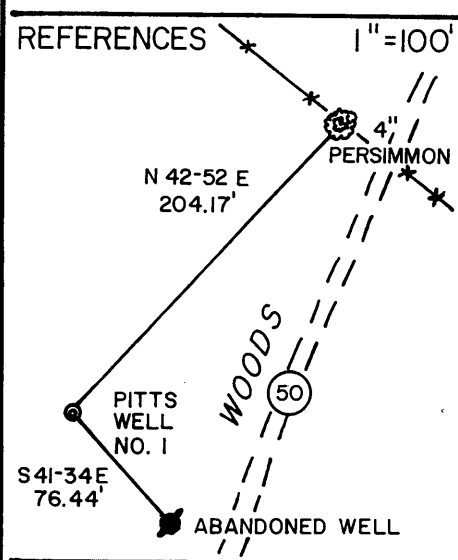 REFERENCES 1"=100'
4"
PERSIMMON
N 42-52 E
204.17'
WOODS
50
PITTS
WELL
NO. 1
S41-34E
76.44'
ABANDONED WELL